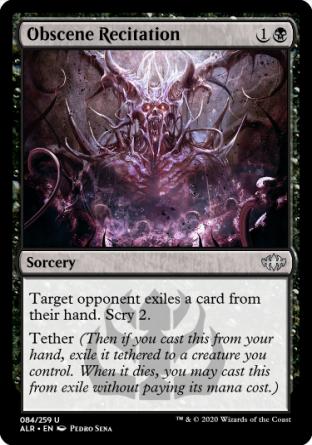 Obscene Recitation 1
Sorcery
Target opponent exiles a card from
their hand. Scry 2.
Tether (Then if you cast this from your
hand, exile it tethered to a creature you
control. When it dies, you may cast this
from exile without paying its mana cost.)
084/259 U
ALR • EN PEDRO SENA
™ & © 2020 Wizards of the Coast